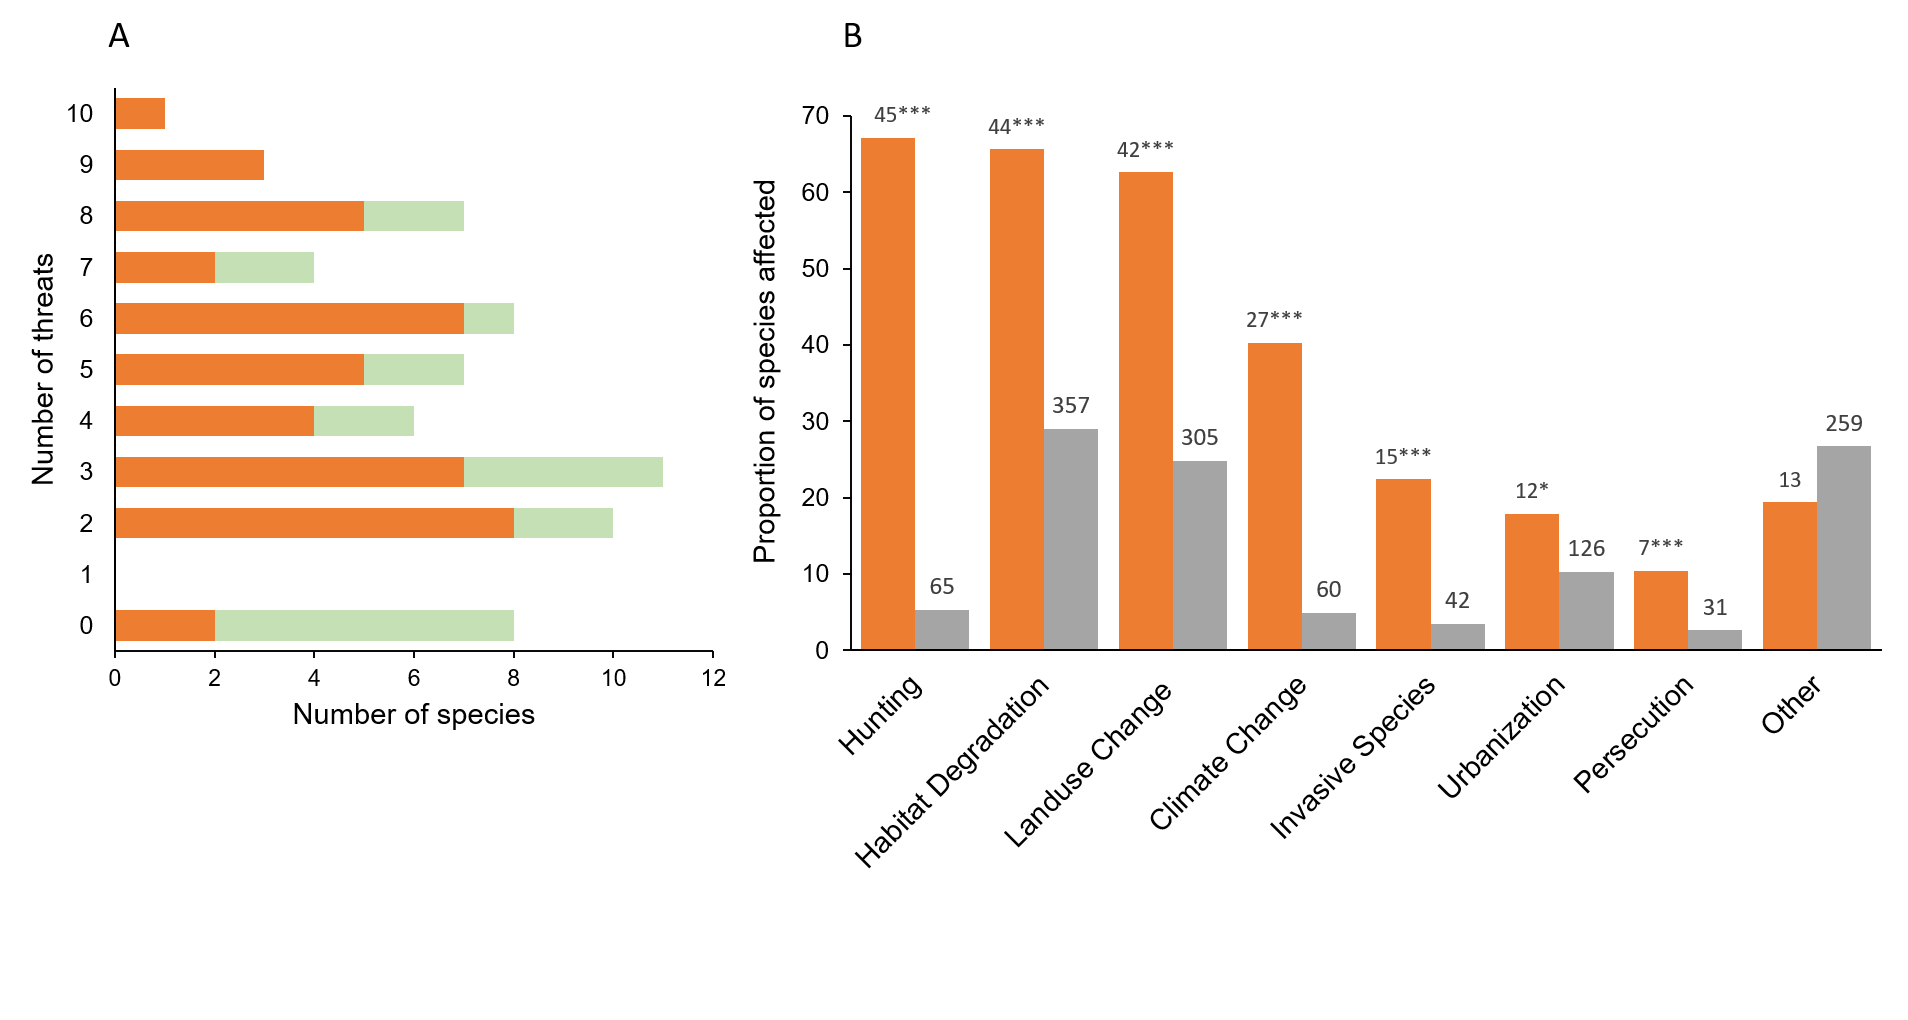 A
Number of threats
10
9
8
7
6
5
4
3
2
1
0
0 2 4 6 8 10 12
Number of species
B
Proportion of species affected
70
60
50
40
30
20
10
0
45***
65
44***
357
42***
305
27***
60
15***
42
12*
126
7***
31
13
259
Hunting
Habitat Degradation
Landuse Change
Climate Change
Invasive Species
Urbanization
Persecution
Other